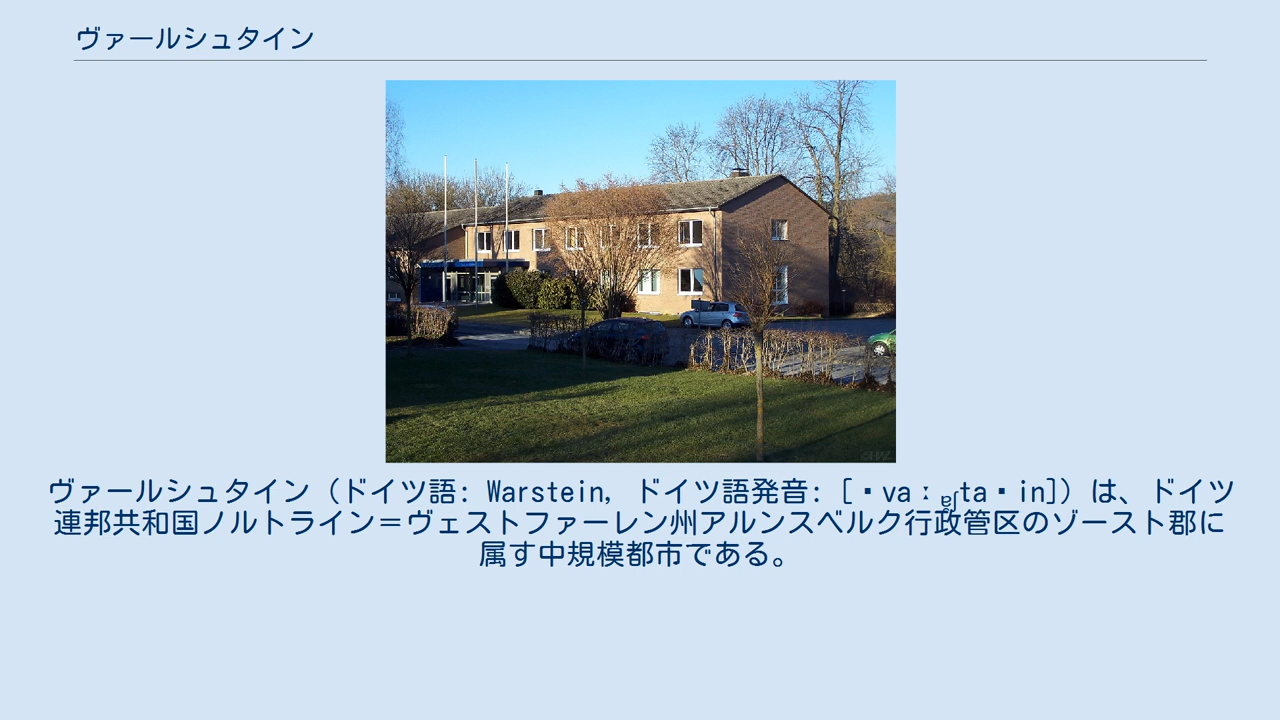 ヴァールシュタイン
ヴァールシュタイン（ドイツ語: Warstein, ドイツ語発音: [▪vaːɐ̯ʃta▪in]）は、ドイツ
連邦共和国ノルトライン＝ヴェストファーレン州アルンスベルク行政管区のゾースト郡に
属す中規模都市である。